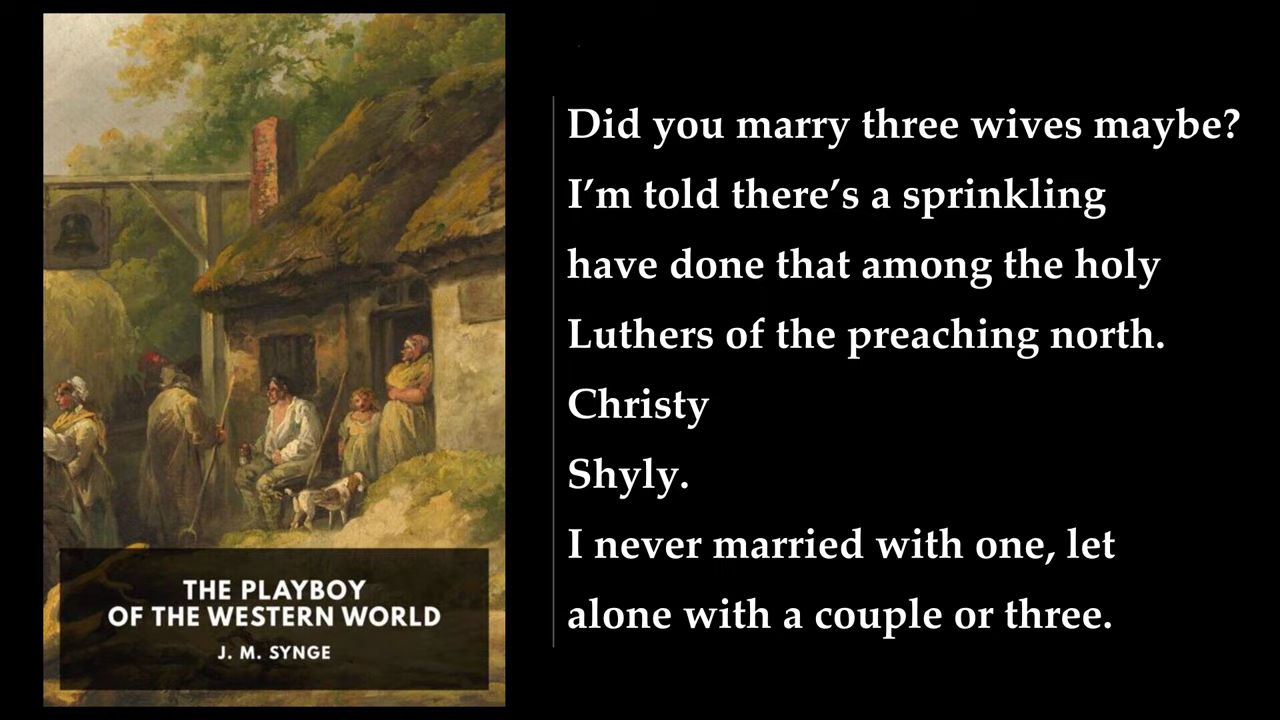 THE PLAYBOY
OF THE WESTERN WORLD
J. M. SYNGE
Did you marry three wives maybe?
I’m told there’s a sprinkling
have done that among the holy
Luthers of the preaching north.
Christy
Shyly.
I never married with one, let
alone with a couple or three.